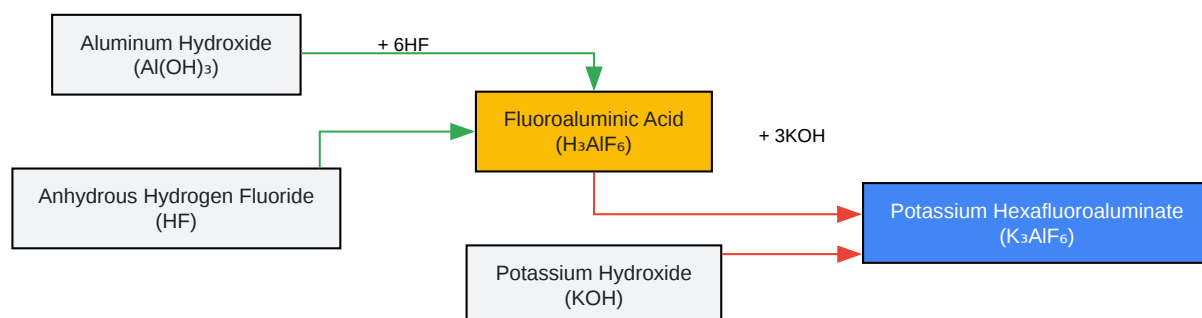 Aluminum Hydroxide
(Al(OH)₃)
+ 6HF
Fluoroaluminic Acid
(H₃AlF₆)
+ 3KOH
Anhydrous Hydrogen Fluoride
(HF)
Potassium Hexafluoroaluminate
(K₃AlF₆)
Potassium Hydroxide
(KOH)